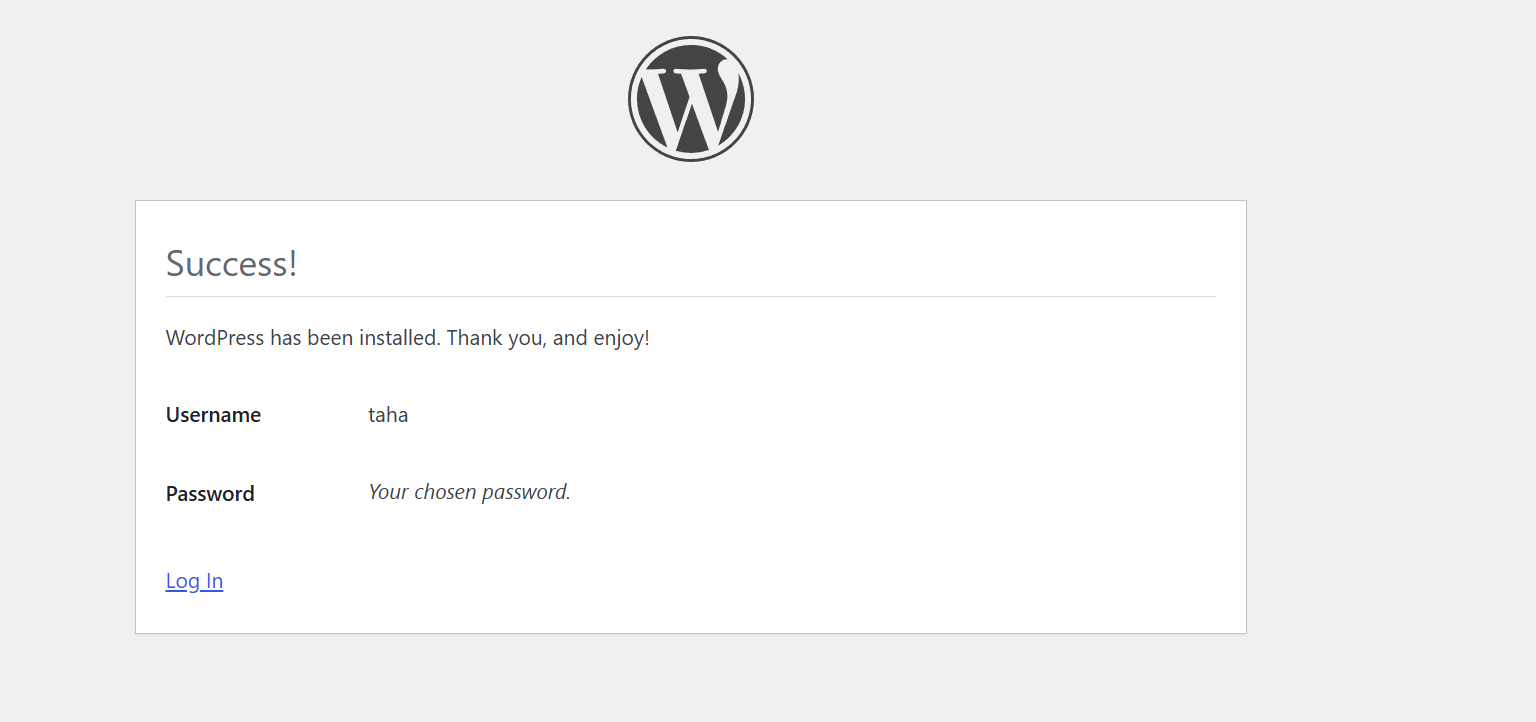 Success!
WordPress has been installed. Thank you, and enjoy!
Username taha
Password Your chosen password.
Log In